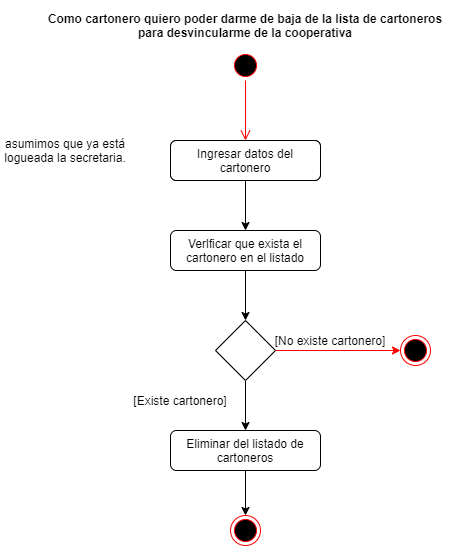 Como cartonero quiero poder darme de baja de la lista de cartoneros
para desvincularme de la cooperativa
asumimos que ya está
logueada la secretaria.
Ingresar datos del
cartonero
VerIficar que exista el
cartonero en el listado
[No existe cartonero]
[Existe cartonero]
Eliminar del listado de
cartoneros